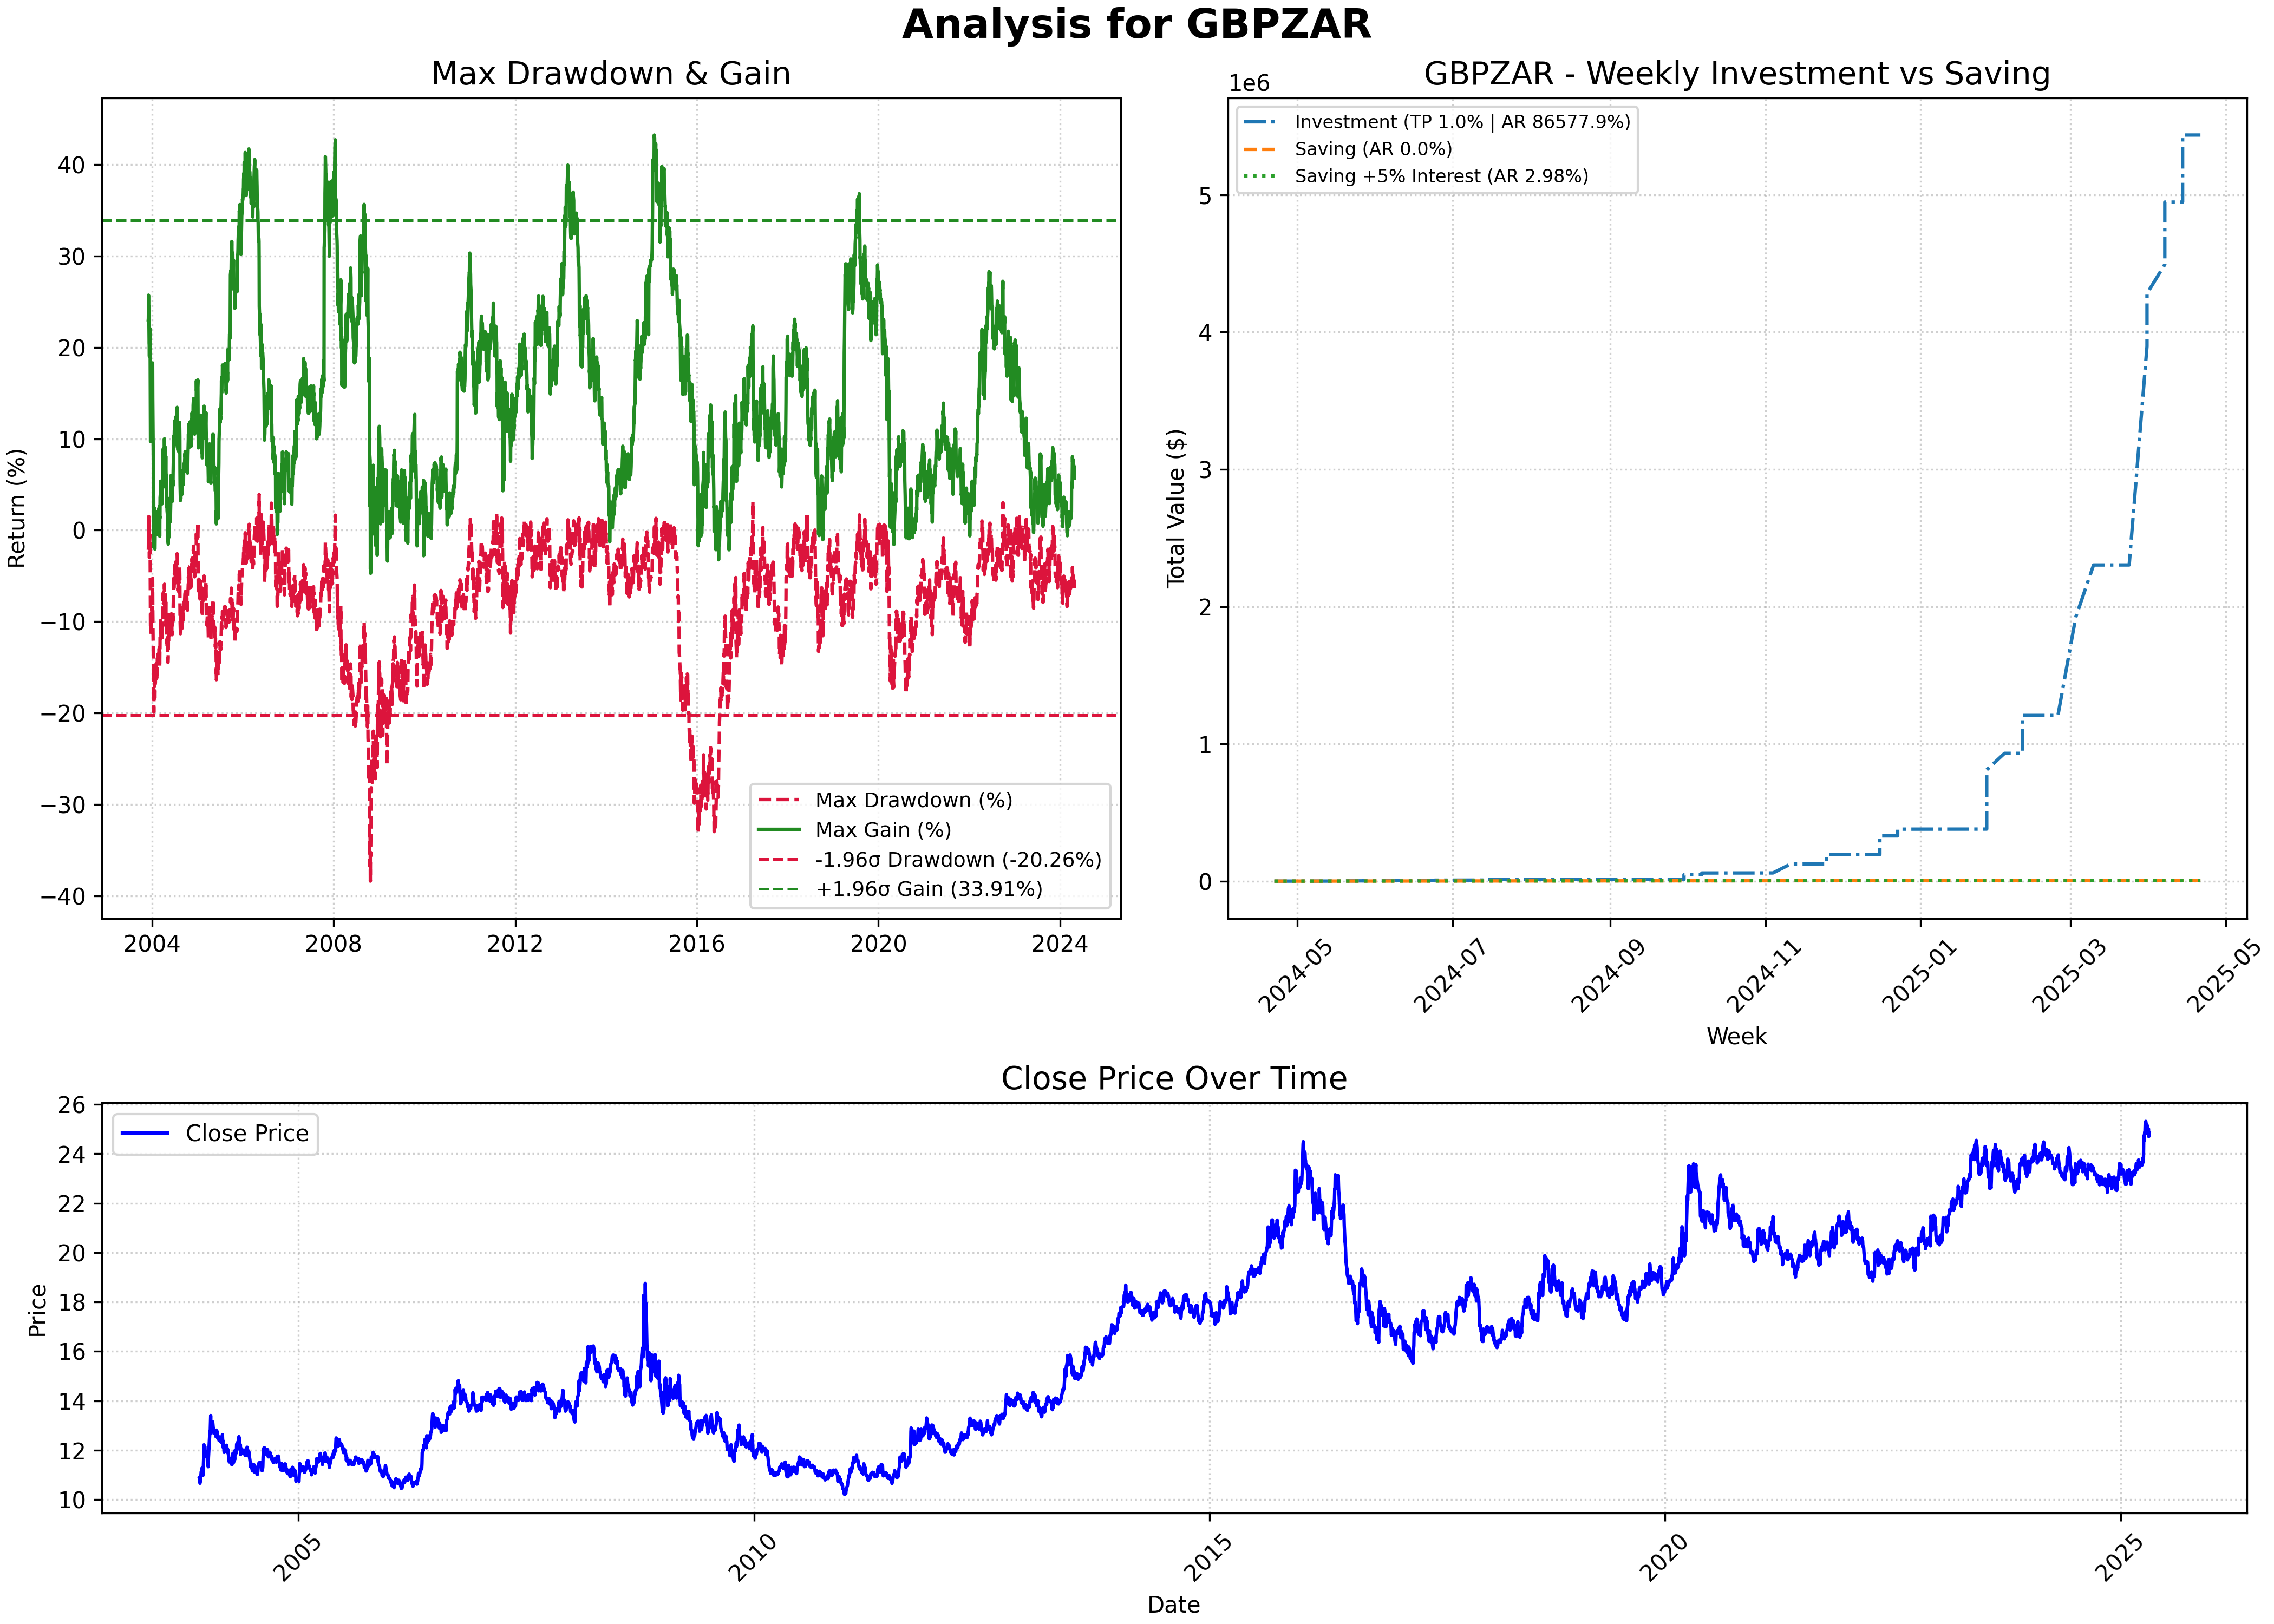 Analysis for GBPZAR
Max Drawdown & Gain
Return (%)
40
30
20
10
0
−10
−20
−30
−40
2004
2008
2012
2016
2020
2024
Max Drawdown (%)
Max Gain (%)
-1.96σ Drawdown (-20.26%)
+1.96σ Gain (33.91%)
GBPZAR - Weekly Investment vs Saving
1e6
Total Value ($)
5
4
3
2
1
0
Investment (TP 1.0% | AR 86577.9%)
Saving (AR 0.0%)
Saving +5% Interest (AR 2.98%)
2024-05
2024-07
2024-09
2024-11
2025-01
2025-03
2025-05
Week
Close Price Over Time
Price
26
24
22
20
18
16
14
12
10
Close Price
2005
2010
2015
2020
2025
Date